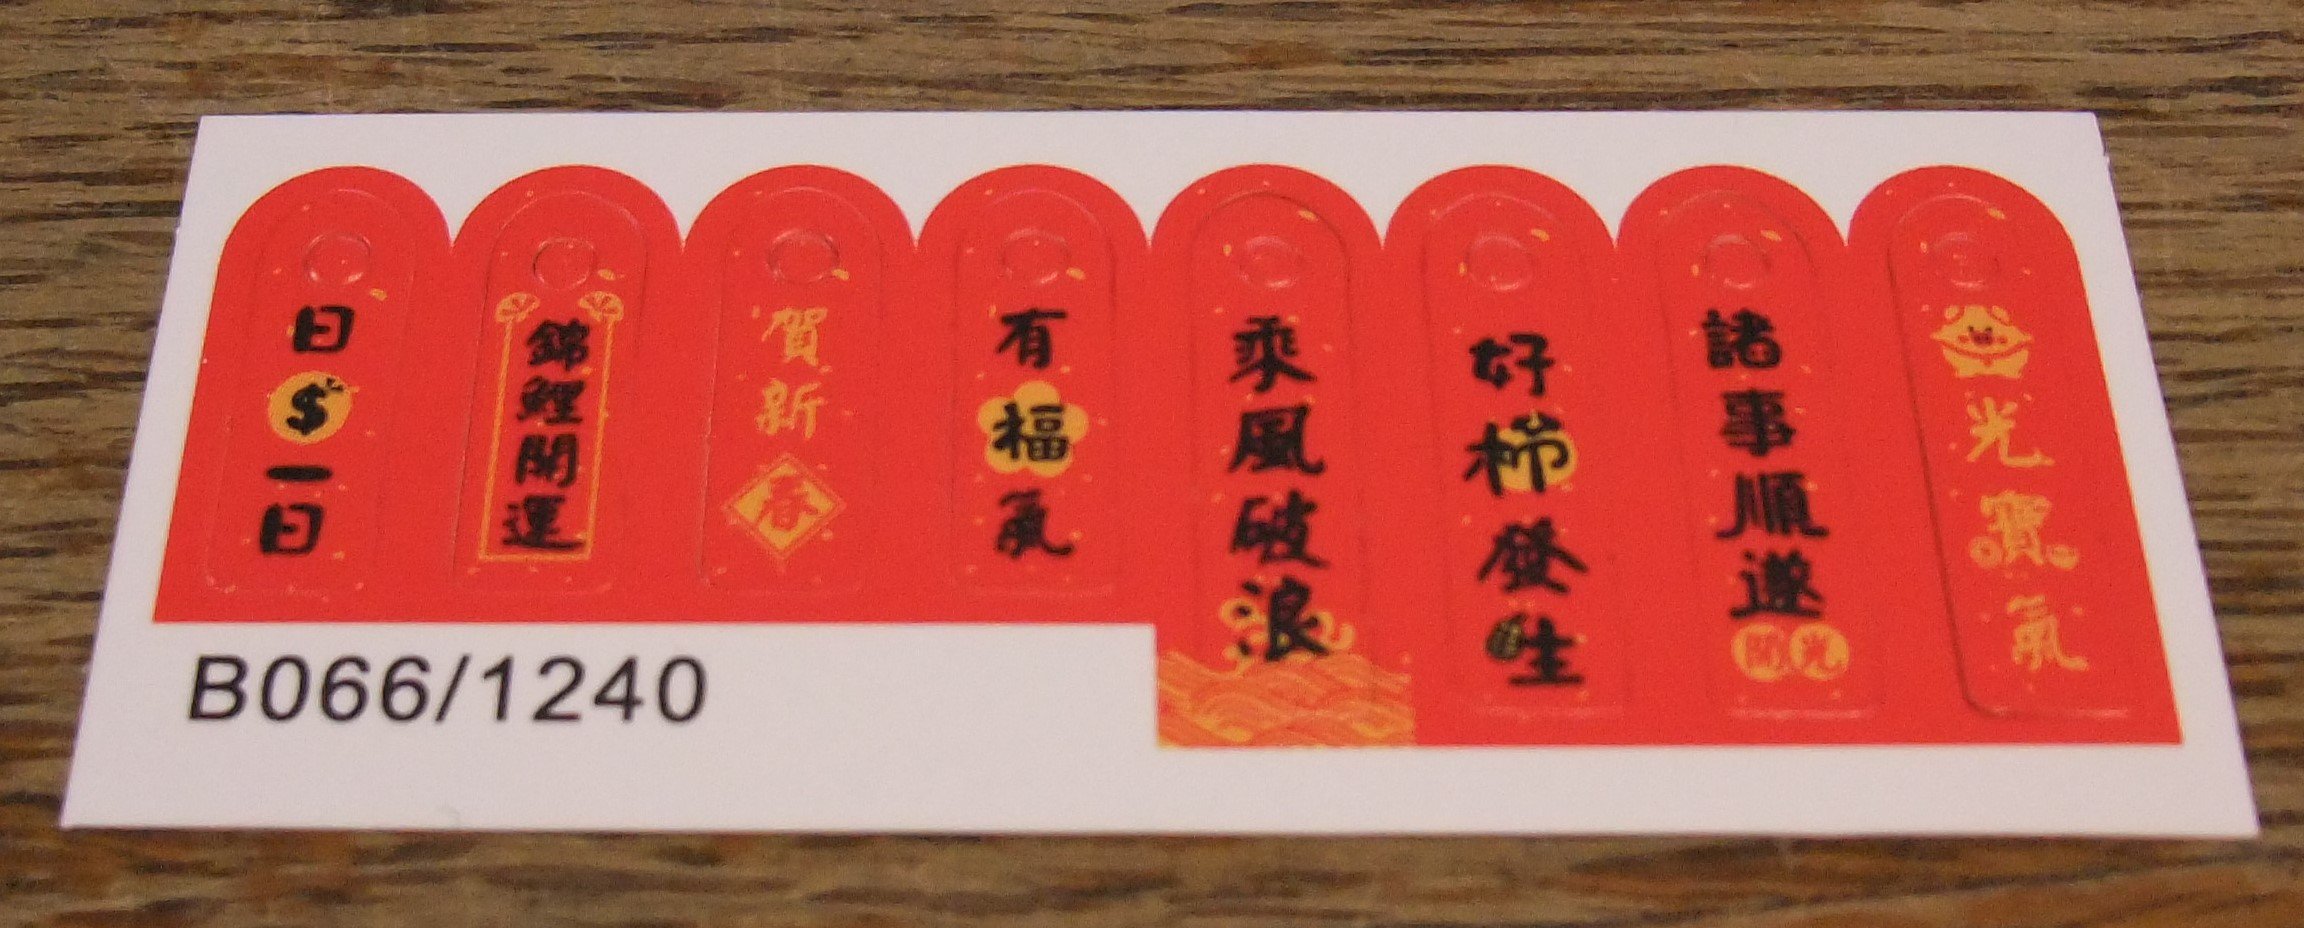 日$一日
錦鯉開運
賀新春
有福氣
乘風破浪
好柿發生
諸事順遂
光寶氣
B066/1240